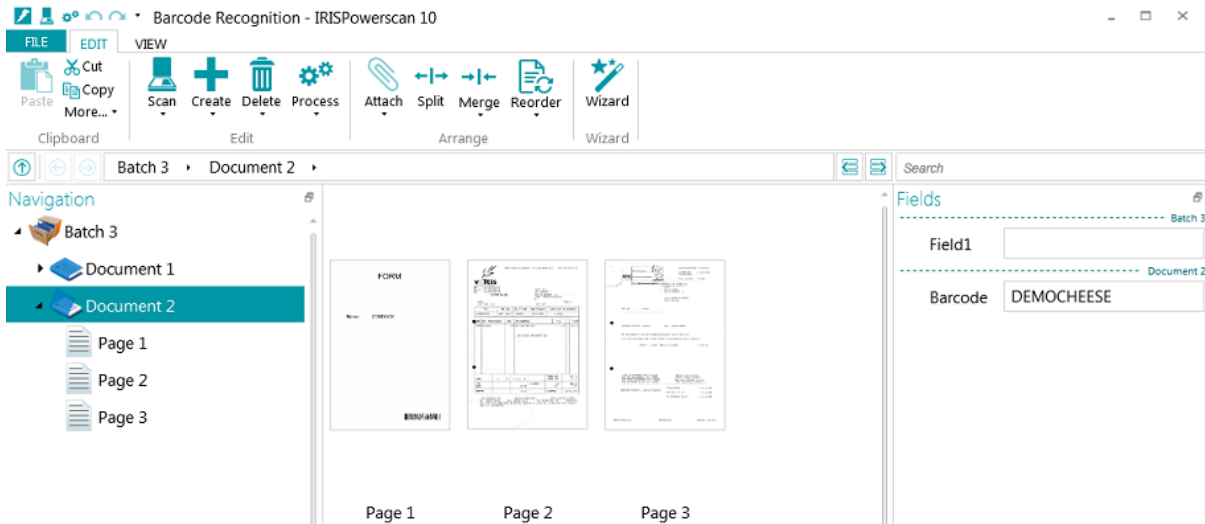 Barcode Recognition - IRISPowerscan 10
FILE EDIT VIEW
Paste
Cut
Copy
More...
Scan Create Delete Process
Attach Split Merge Reorder
Wizard
Clipboard Edit Arrange Wizard
Batch 3 Document 2
Search
Navigation
Batch 3
Document 1
Document 2
Page 1
Page 2
Page 3
FORM
Name:
Page 1 Page 2 Page 3
Fields
Batch 3
Field1
Document 2
Barcode DEMOCHEESE